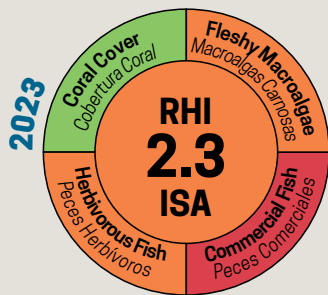 2023
Coral Cover
Cobertura Coral
Fleshy Macroalgae
Macroalgas Carnosas
RHI
2.3
ISA
Herbivorous Fish
Peces Herbívoros
Commercial Fish
Peces Comerciales